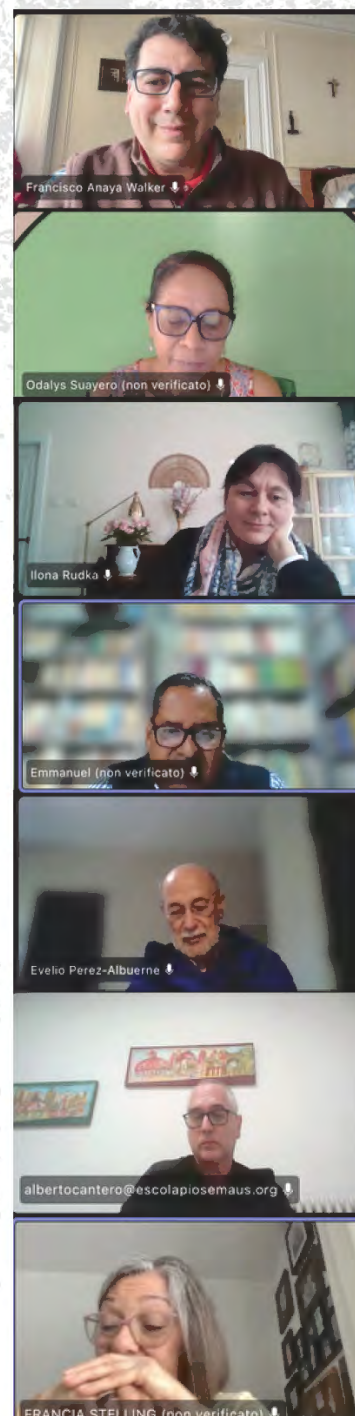 Francisco Anaya Walker
Odalys Suayero (non verificato)
Ilona Rudka
Emmanuel (non verificato)
Evelio Perez-Albuerne
albertocantero@escolapiosemaus.org
FRANCIA STELLING (non verificato)